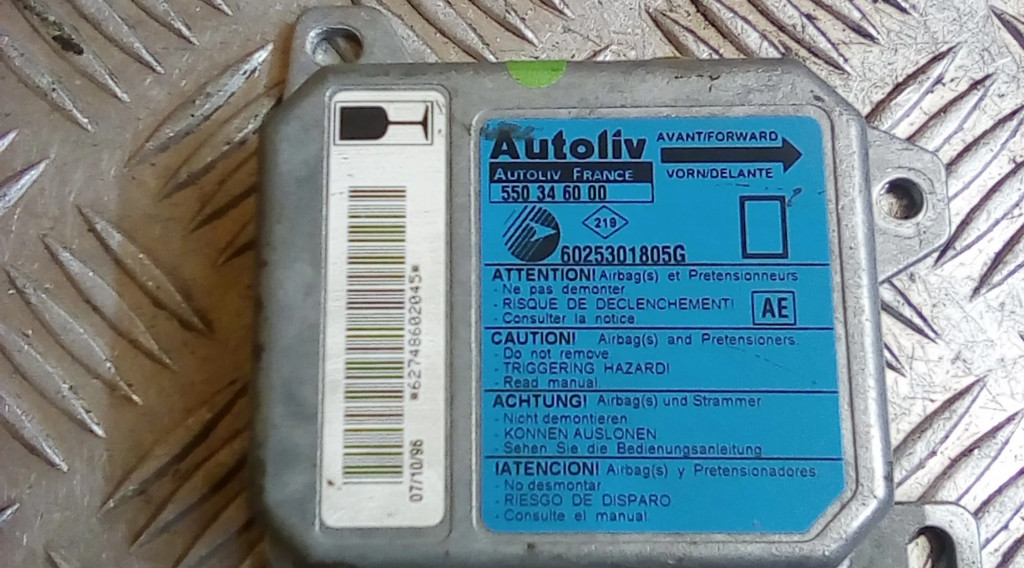 *62748602045*
07/10/96
Autoliv
AVANT/FORWARD
VORN/DELANTE
AUTOLIV FRANCE
550 34 60 00
219
6025301805G
ATTENTION! Airbag(s) et Pretensionneurs
- Ne pas demonter
- RISQUE DE DECLENCHEMENT!
- Consulter la notice.
AE
CAUTION! Airbag(s) and Pretensioners.
- Do not remove
- TRIGGERING HAZARD!
- Read manual.
ACHTUNG! Airbag(s) und Strammer
- Nicht demontieren
- KONNEN AUSLONEN
- Sehen Sie die Bedienungsanleitung
!ATENCION! Airbag(s) y Pretensionadores.
- No desmontar
- RIESGO DE DISPARO
- Consulte el manual